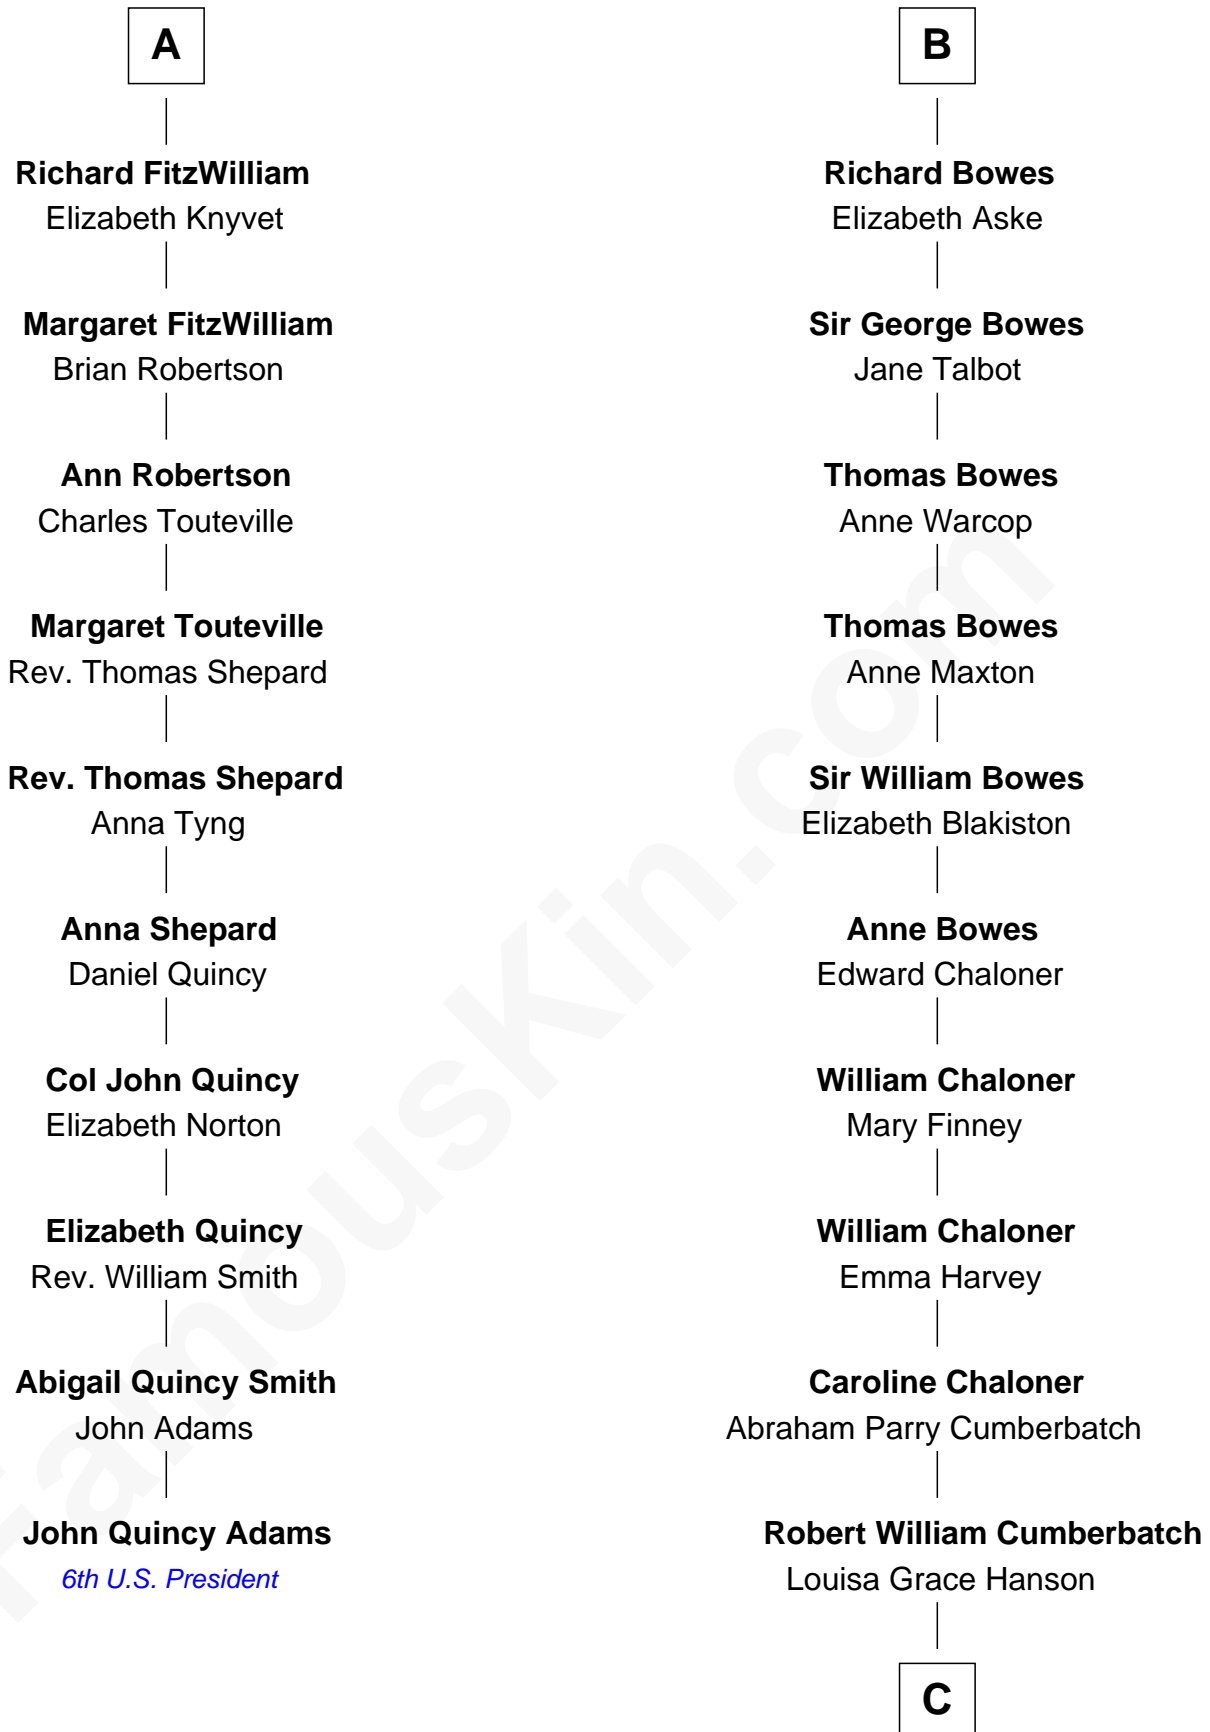 A
Richard FitzWilliam
Elizabeth Knyvet
Margaret FitzWilliam
Brian Robertson
Ann Robertson
Charles Touteville
Margaret Touteville
Rev. Thomas Shepard
Rev. Thomas Shepard
Anna Tyng
Anna Shepard
Daniel Quincy
Col John Quincy
Elizabeth Norton
Elizabeth Quincy
Rev. William Smith
Abigail Quincy Smith
John Adams
John Quincy Adams
6th U.S. President
B
Richard Bowes
Elizabeth Aske
Sir George Bowes
Jane Talbot
Thomas Bowes
Anne Warcop
Thomas Bowes
Anne Maxton
Sir William Bowes
Elizabeth Blakiston
Anne Bowes
Edward Chaloner
William Chaloner
Mary Finney
William Chaloner
Emma Harvey
Caroline Chaloner
Abraham Parry Cumberbatch
Robert William Cumberbatch
Louisa Grace Hanson
C
FamousKin.com